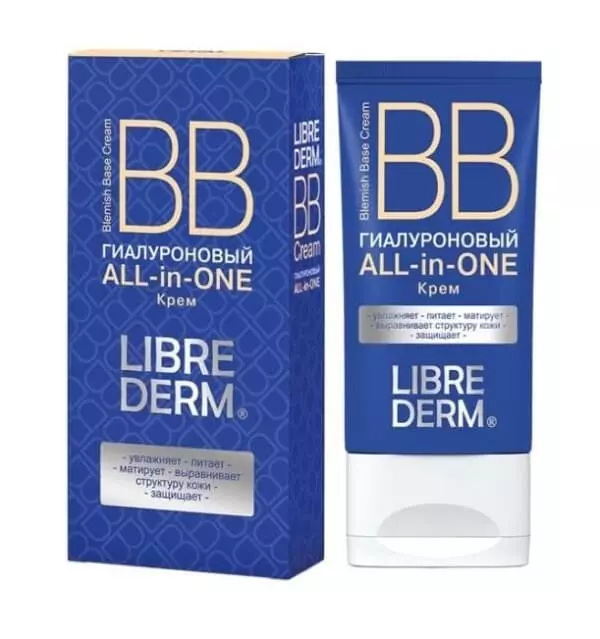 Blemish Base Cream
BB
ГИАЛУРОНОВЫЙ
ALL-in-ONE
Крем
LIBRE
DERM®
- увлажняет - питает -
- матирует - выравнивает
структуру кожи -
- защищает -
LIBRE
DERM®
BB
Cream
ГИАЛУРОНОВЫЙ
ALL-in-ONE
Blemish Base Cream
BB
ГИАЛУРОНОВЫЙ
ALL-in-ONE
Крем
- увлажняет - питает - матирует -
- выравнивает структуру кожи -
- защищает -
LIBRE
DERM®